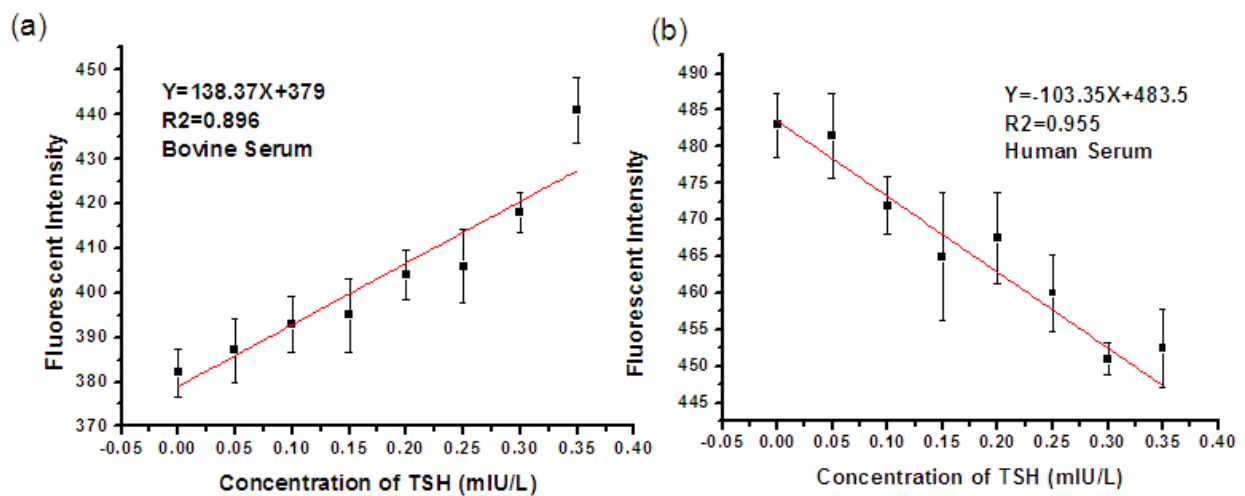 (a)
Y=138.37X+379
R2=0.896
Bovine Serum
Fluorescent Intensity
450
440
430
420
410
400
390
380
370
-0.05 0.00 0.05 0.10 0.15 0.20 0.25 0.30 0.35 0.40
Concentration of TSH (mIU/L)
(b)
Y=-103.35X+483.5
R2=0.955
Human Serum
Fluorescent Intensity
490
485
480
475
470
465
460
455
450
445
-0.05 0.00 0.05 0.10 0.15 0.20 0.25 0.30 0.35 0.40
Concentration of TSH (mIU/L)